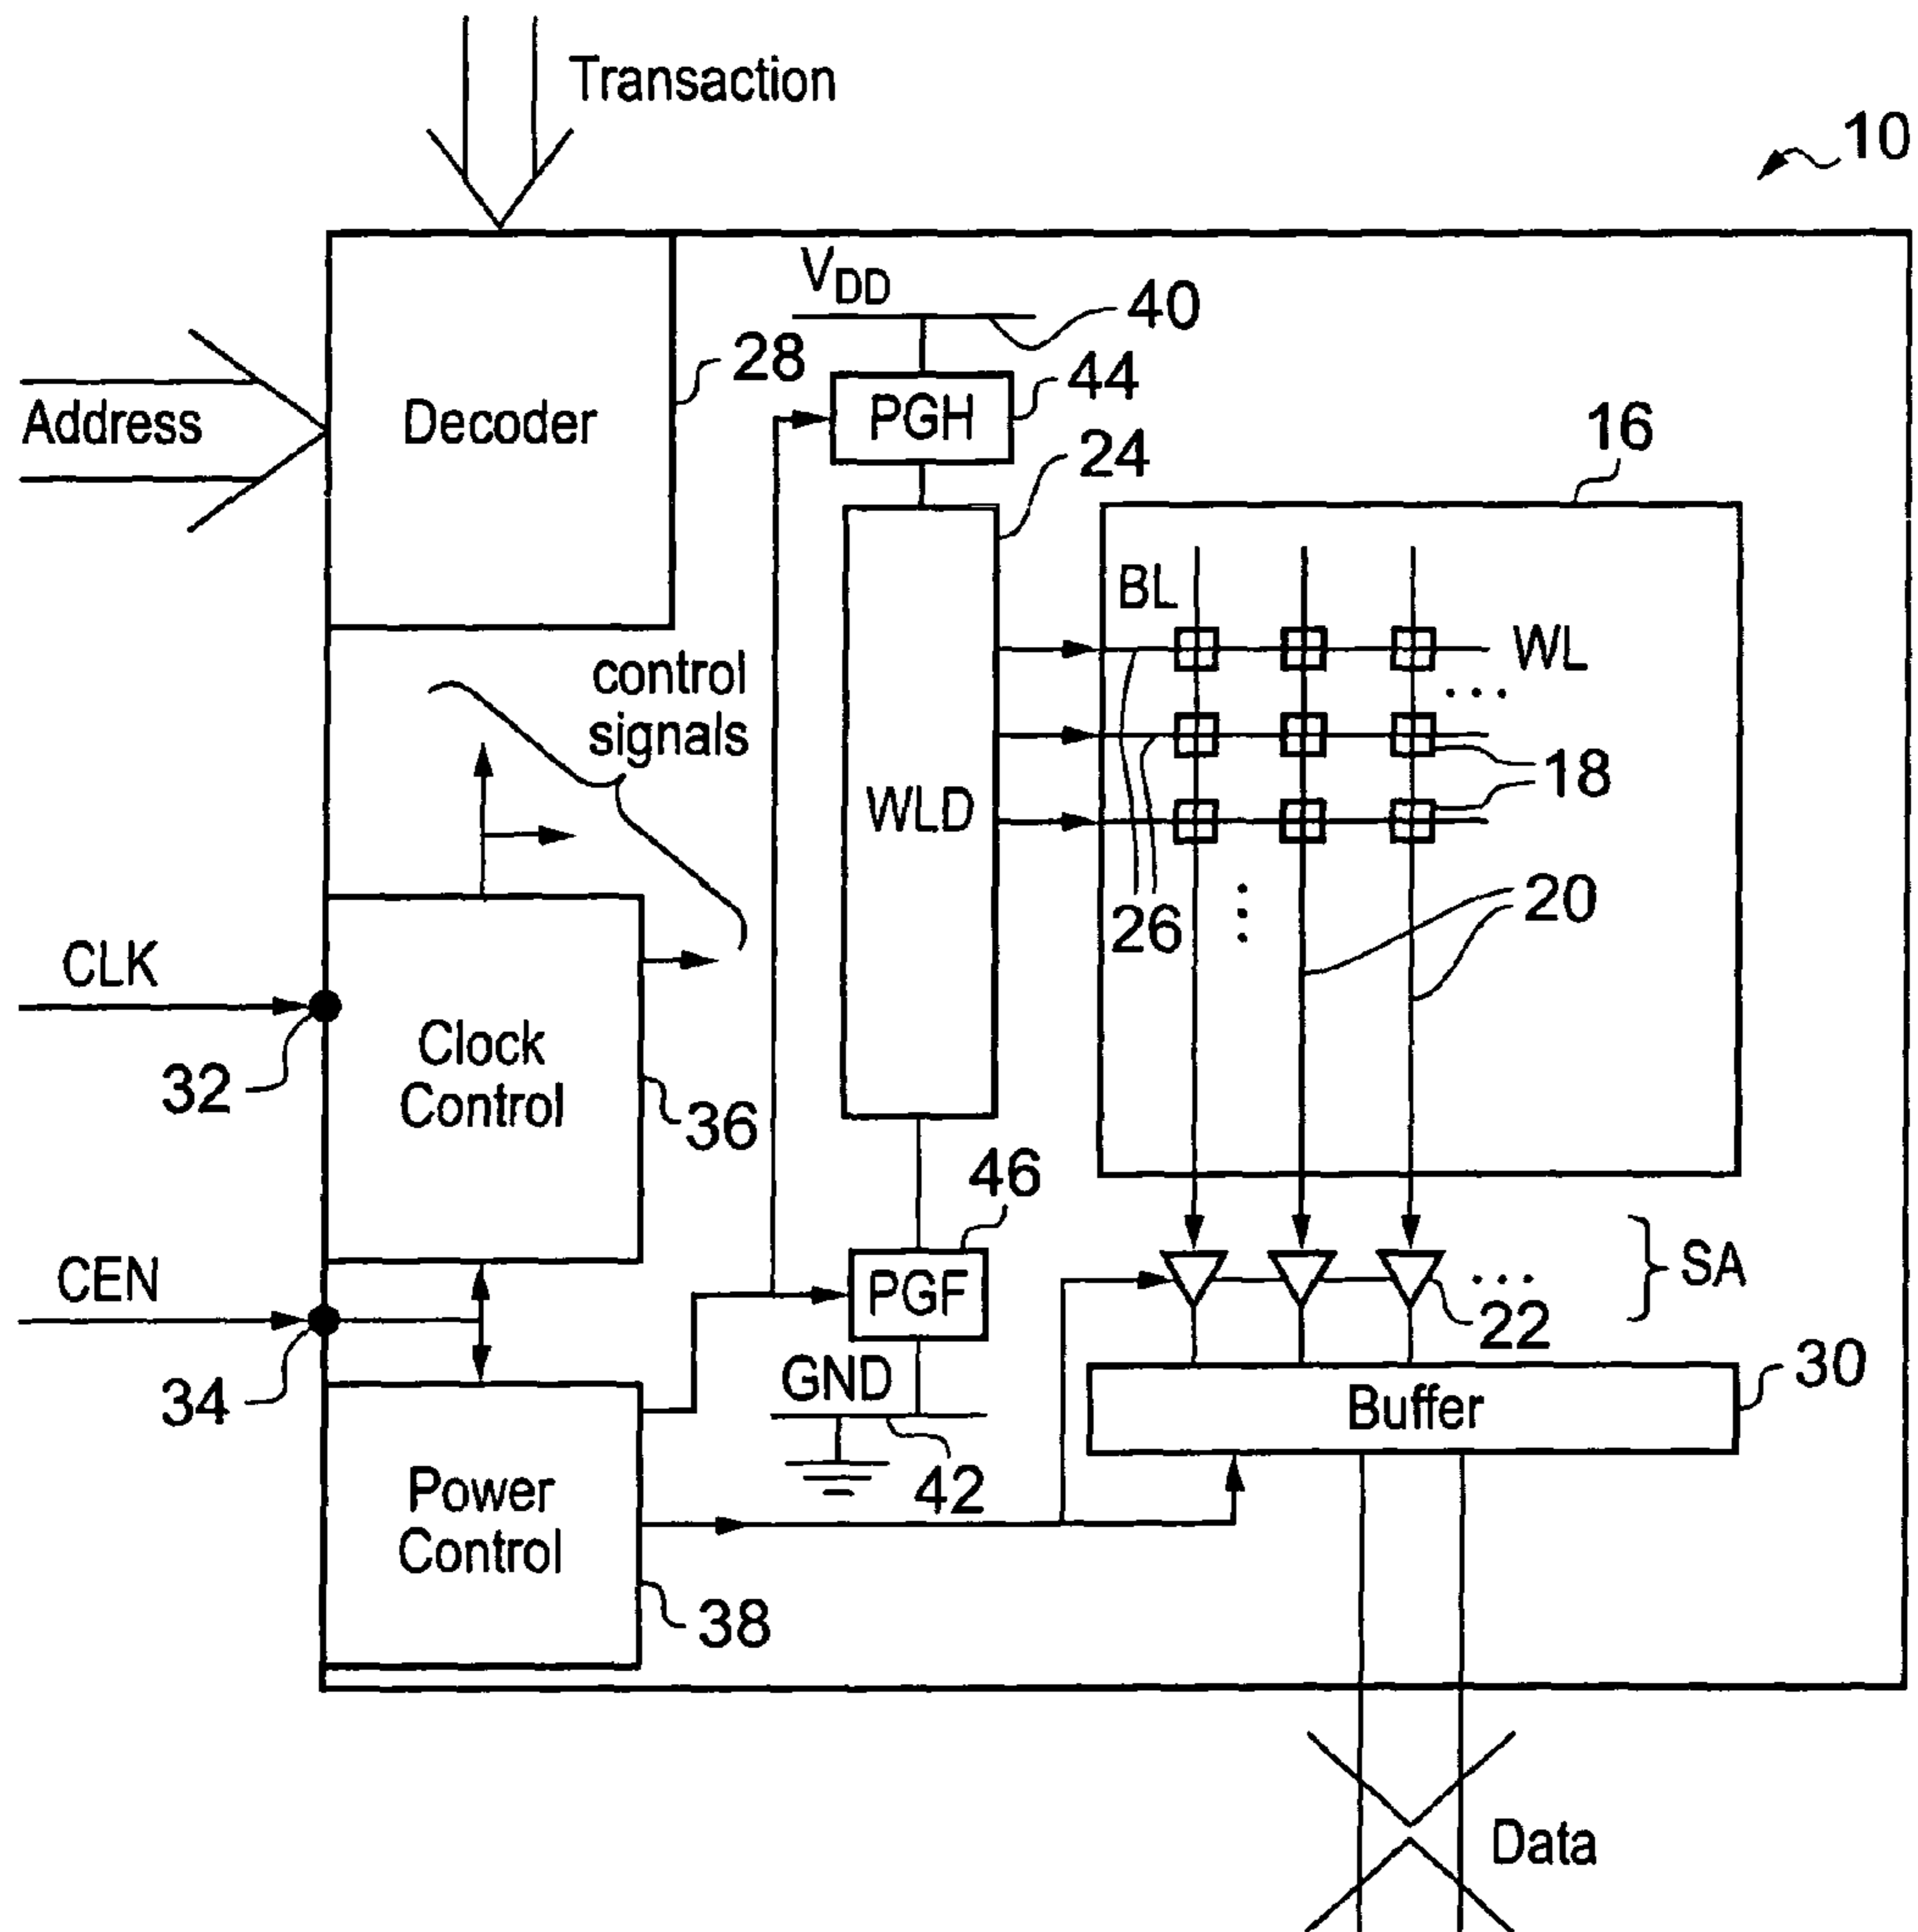 Transaction
10
VDD
40
28
44
Address
Decoder
PGH
24
16
BL
WL
control
signals
18
WLD
26
20
CLK
Clock
Control
32
36
46
CEN
PGF
SA
22
34
GND
30
Buffer
42
Power
Control
38
Data